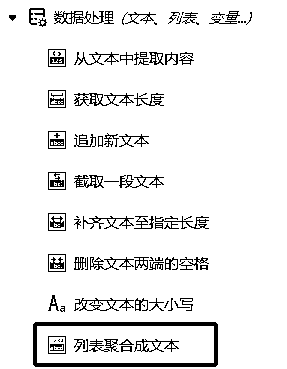 数据处理（文本、列表、变量...）
从文本中提取内容
获取文本长度
追加新文本
截取一段文本
补齐文本至指定长度
删除文本两端的空格
Aa 改变文本的大小写
列表聚合成文本